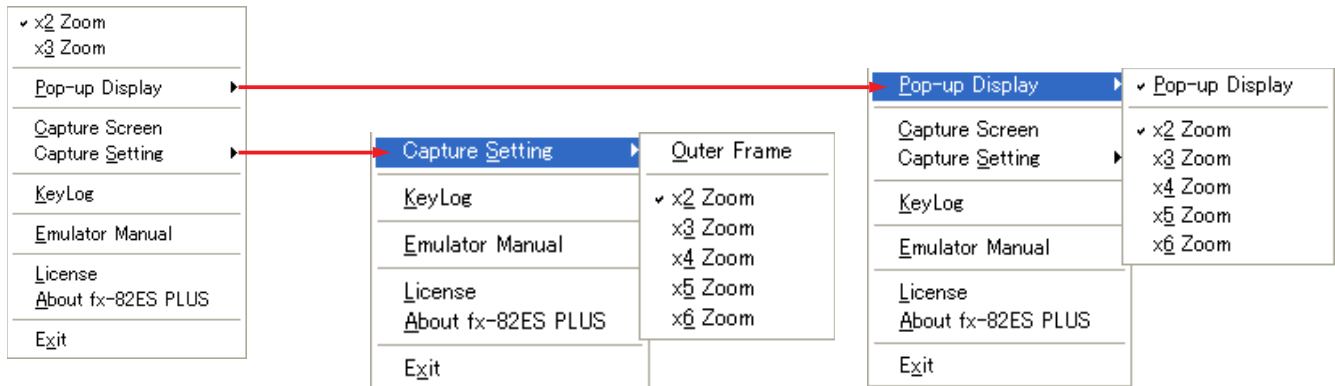 x2 Zoom
x3 Zoom
Pop-up Display
Capture Screen
Capture Setting
KeyLog
Emulator Manual
License
About fx-82ES PLUS
Exit
Capture Setting
KeyLog
Emulator Manual
License
About fx-82ES PLUS
Exit
Outer Frame
x2 Zoom
x3 Zoom
x4 Zoom
x5 Zoom
x6 Zoom
Pop-up Display
Capture Screen
Capture Setting
KeyLog
Emulator Manual
License
About fx-82ES PLUS
Exit
Pop-up Display
x2 Zoom
x3 Zoom
x4 Zoom
x5 Zoom
x6 Zoom